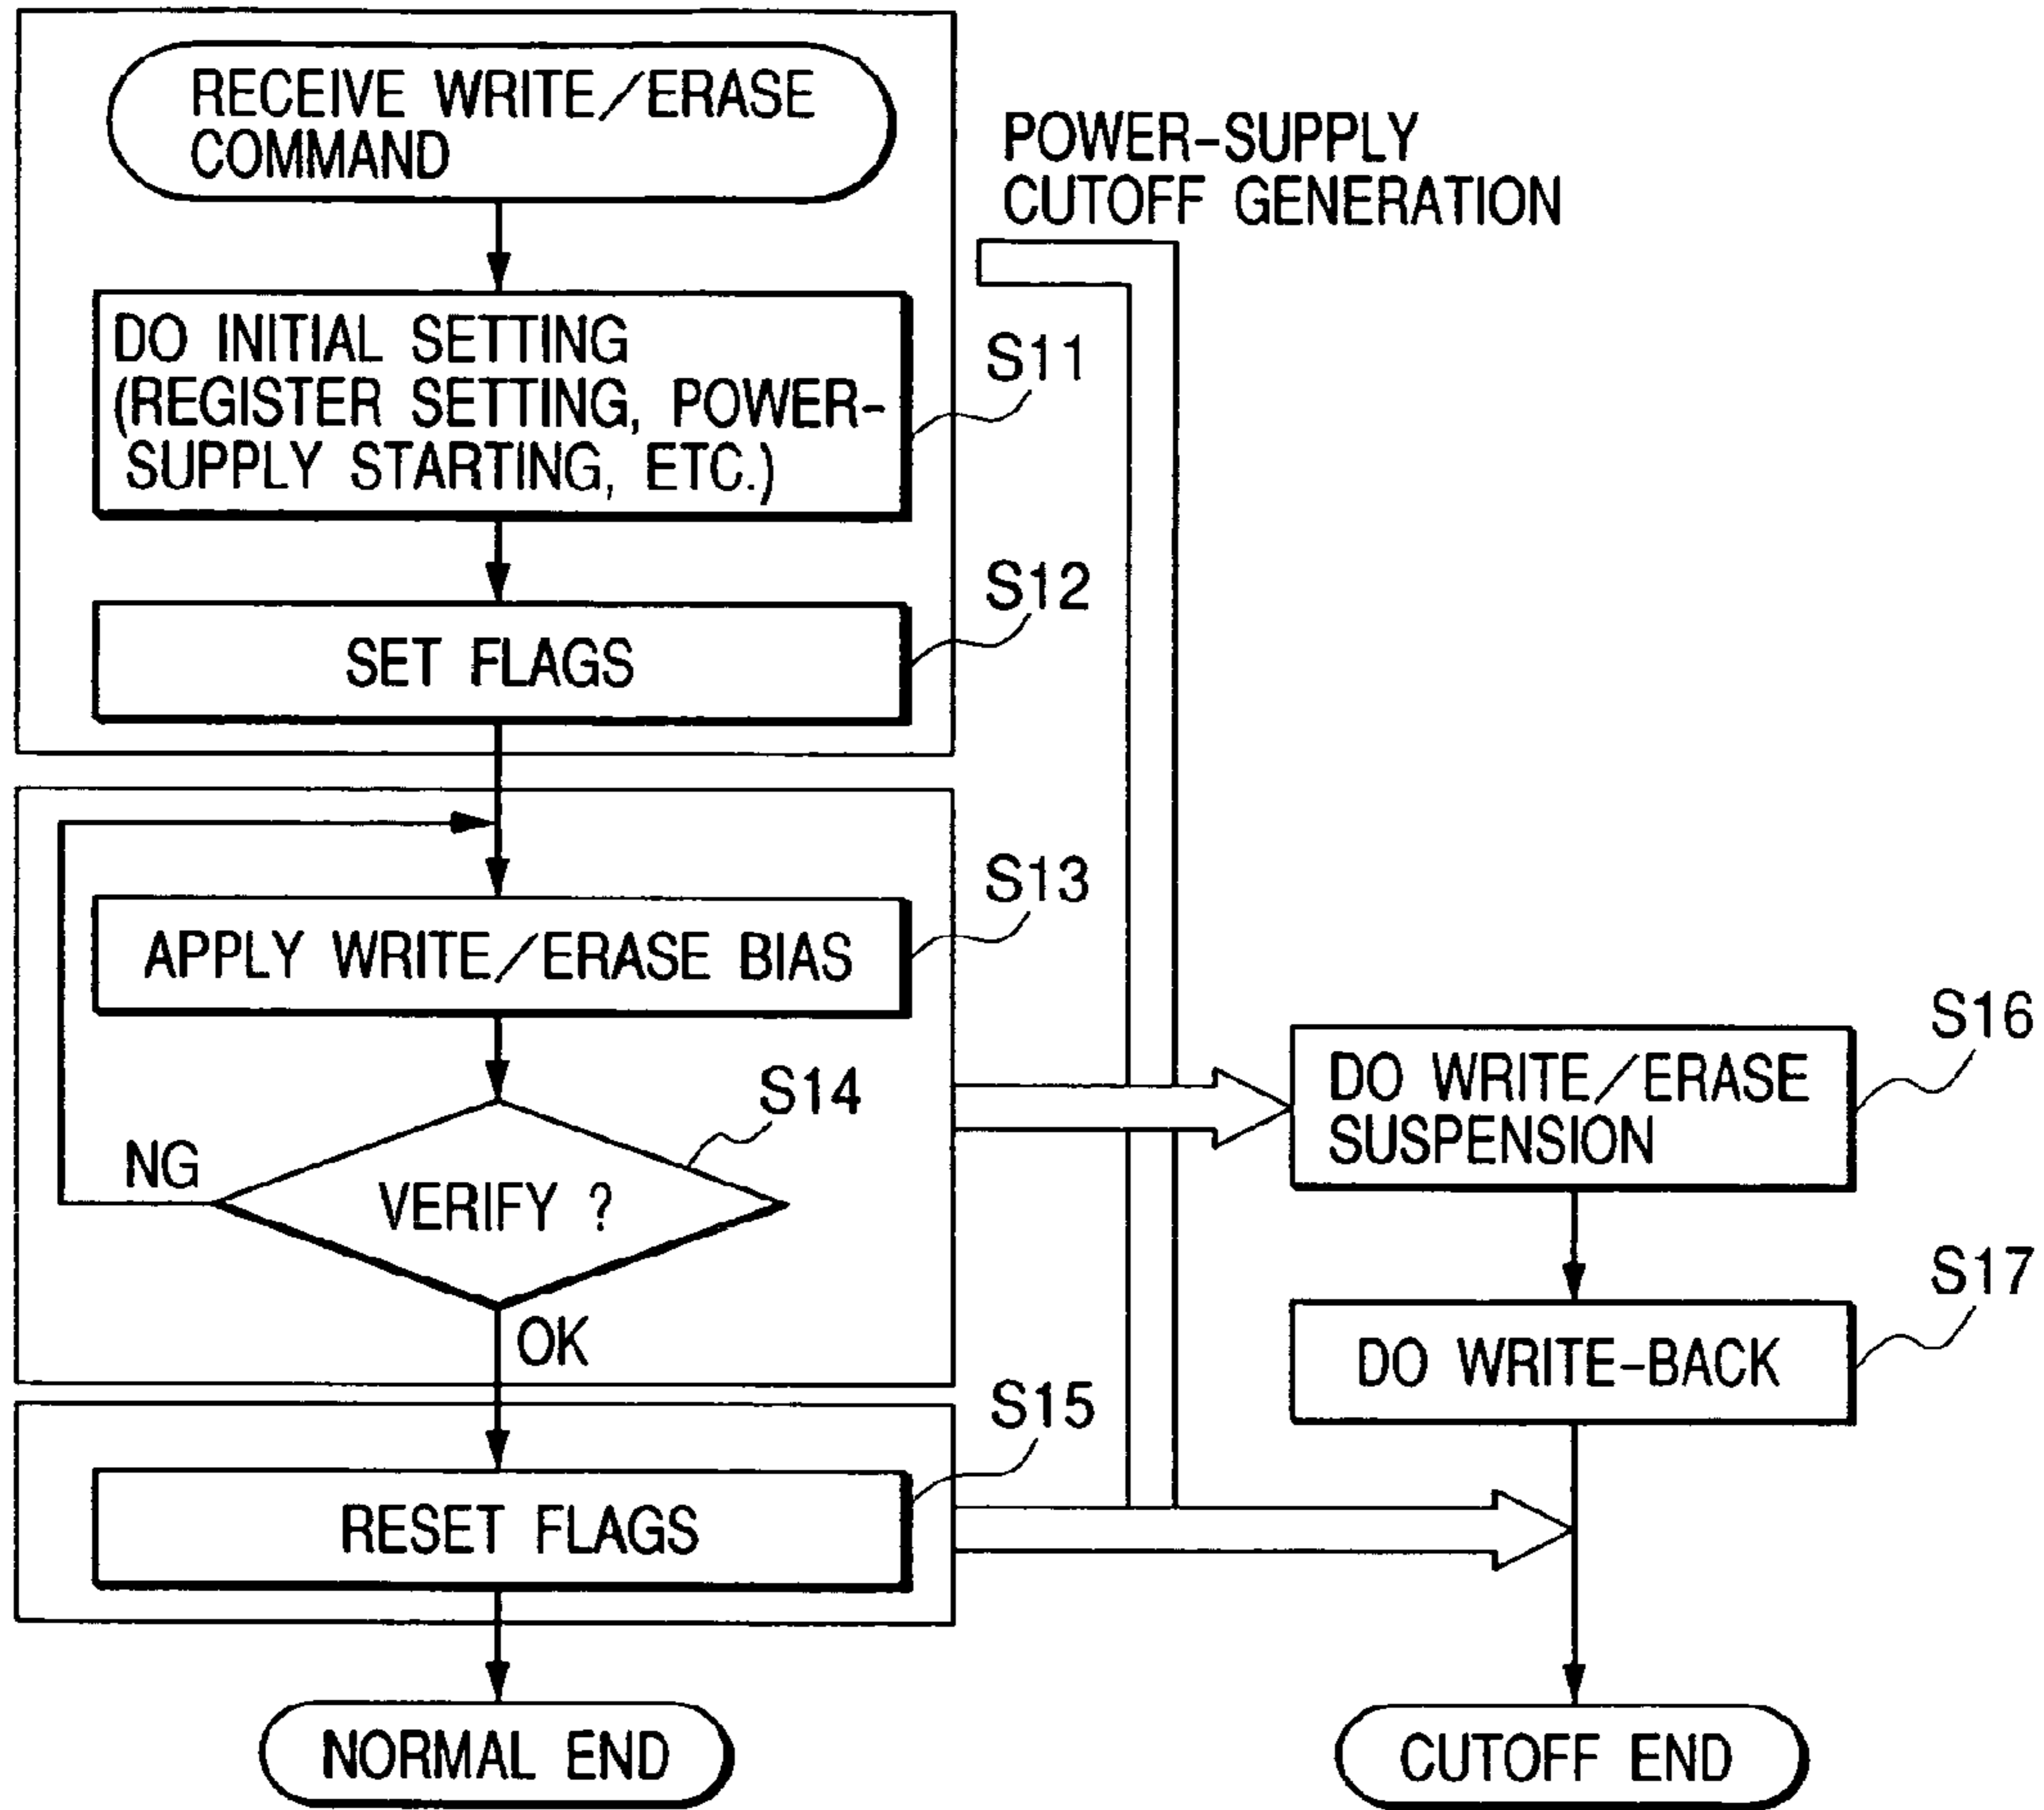 RECEIVE WRITE/ERASE
COMMAND
POWER-SUPPLY
CUTOFF GENERATION
DO INITIAL SETTING
(REGISTER SETTING, POWER-
SUPPLY STARTING, ETC.)
S11
SET FLAGS
S12
APPLY WRITE/ERASE BIAS
S13
VERIFY ?
S14
NG
OK
RESET FLAGS
S15
NORMAL END
DO WRITE/ERASE
SUSPENSION
S16
DO WRITE-BACK
S17
CUTOFF END